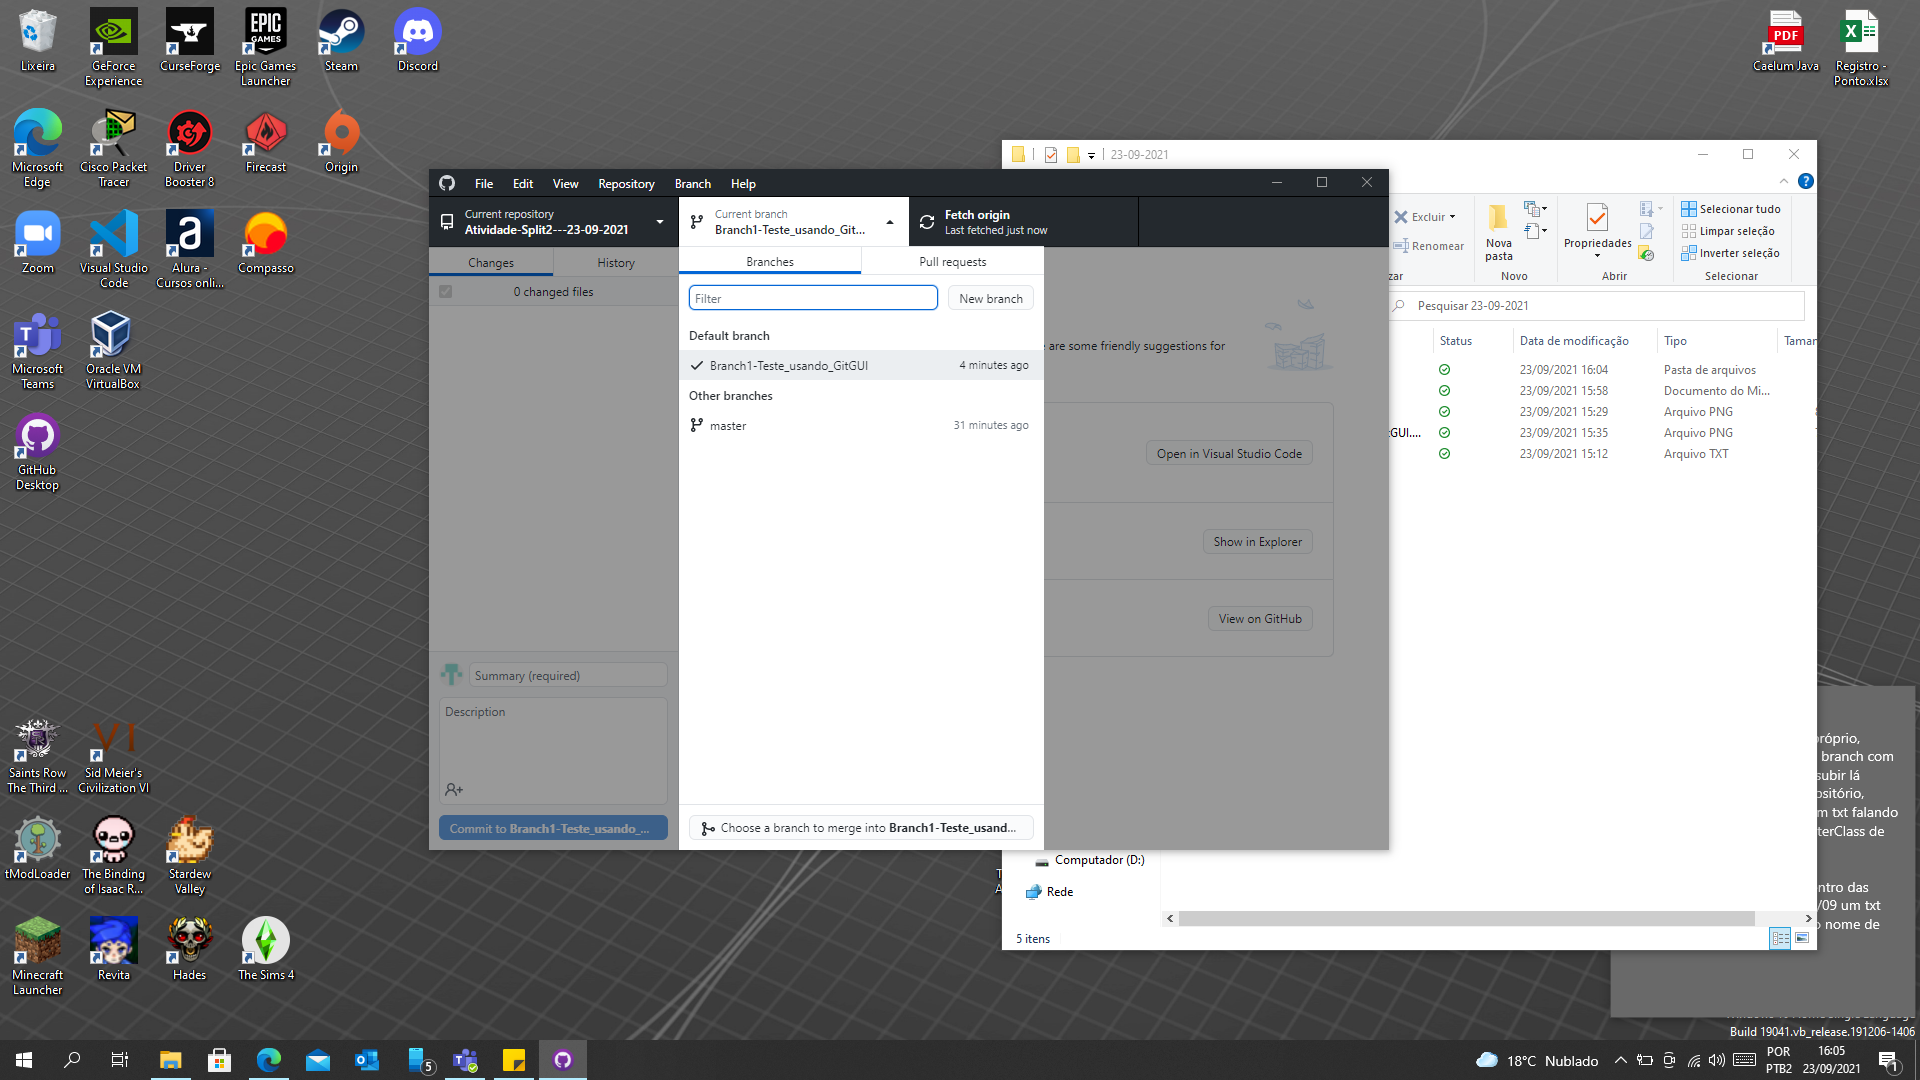 Lixeira
GeForce
Experience
CurseForge
EPIC
GAMES
Epic Games
Launcher
Steam
Discord
PDF
Caelum Java
Registro -
Ponto.xlsx
Microsoft
Edge
Cisco Packet
Tracer
Driver
Booster 8
Firecast
Origin
Zoom
Visual Studio
Code
Alura -
Cursos onli...
Compasso
Microsoft
Teams
Oracle VM
VirtualBox
GitHub
Desktop
Saints Row
The Third ...
Sid Meier's
Civilization VI
tModLoader
The Binding
of Isaac R...
Stardew
Valley
Minecraft
Launcher
Revita
Hades
The Sims 4
File Edit View Repository Branch Help
Current repository
Atividade-Split2---23-09-2021
Current branch
Branch1-Teste_usando_Git...
Fetch origin
Last fetched just now
Changes
History
0 changed files
Branches
Pull requests
Filter
New branch
Default branch
Branch1-Teste_usando_GitGUI
4 minutes ago
Other branches
master
31 minutes ago
are some friendly suggestions for
Open in Visual Studio Code
Show in Explorer
View on GitHub
Summary (required)
Description
Commit to Branch1-Teste_usando_...
Choose a branch to merge into Branch1-Teste_usand...
23-09-2021
Excluir
Renomear
zar
Nova
pasta
Novo
Propriedades
Abrir
Selecionar tudo
Limpar seleção
Inverter seleção
Selecionar
Pesquisar 23-09-2021
Status
Data de modificação
Tipo
Taman
23/09/2021 16:04
Pasta de arquivos
23/09/2021 15:58
Documento do Mi...
23/09/2021 15:29
Arquivo PNG
GUI....
23/09/2021 15:35
Arquivo PNG
23/09/2021 15:12
Arquivo TXT
Computador (D:)
Rede
5 itens
róprio,
branch com
subir lá
ositório,
m txt falando
terClass de
ntro das
/09 um txt
nome de
Build 19041.vb_release.191206-1406
5
18°C Nublado
POR
PTB2
16:05
23/09/2021
1